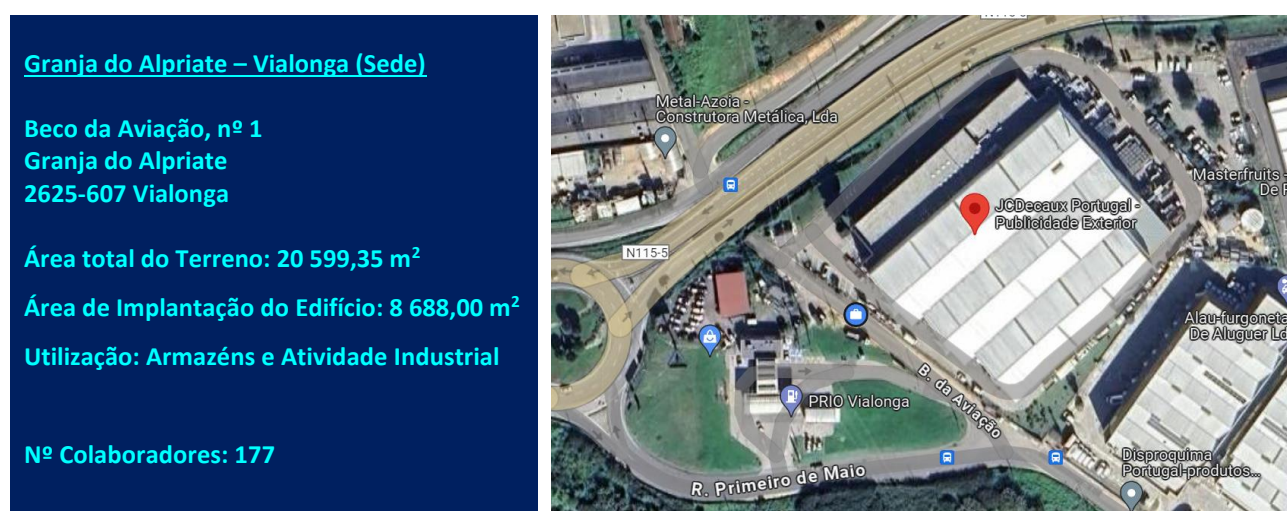 Granja do Alpriate – Vialonga (Sede)
Beco da Aviação, nº 1
Granja do Alpriate
2625-607 Vialonga
Área total do Terreno: 20 599,35 m²
Área de Implantação do Edifício: 8 688,00 m²
Utilização: Armazéns e Atividade Industrial
Nº Colaboradores: 177
Metal-Azoia -
Construtora Metálica, Lda
N115-5
JCDecaux Portugal -
Publicidade Exterior
Masterfruits -
Alau-furgoneta
De Aluguer
PRIO Vialonga
B. da Aviação
R. Primeiro de Maio
Disproquima
Portugal-produtos...